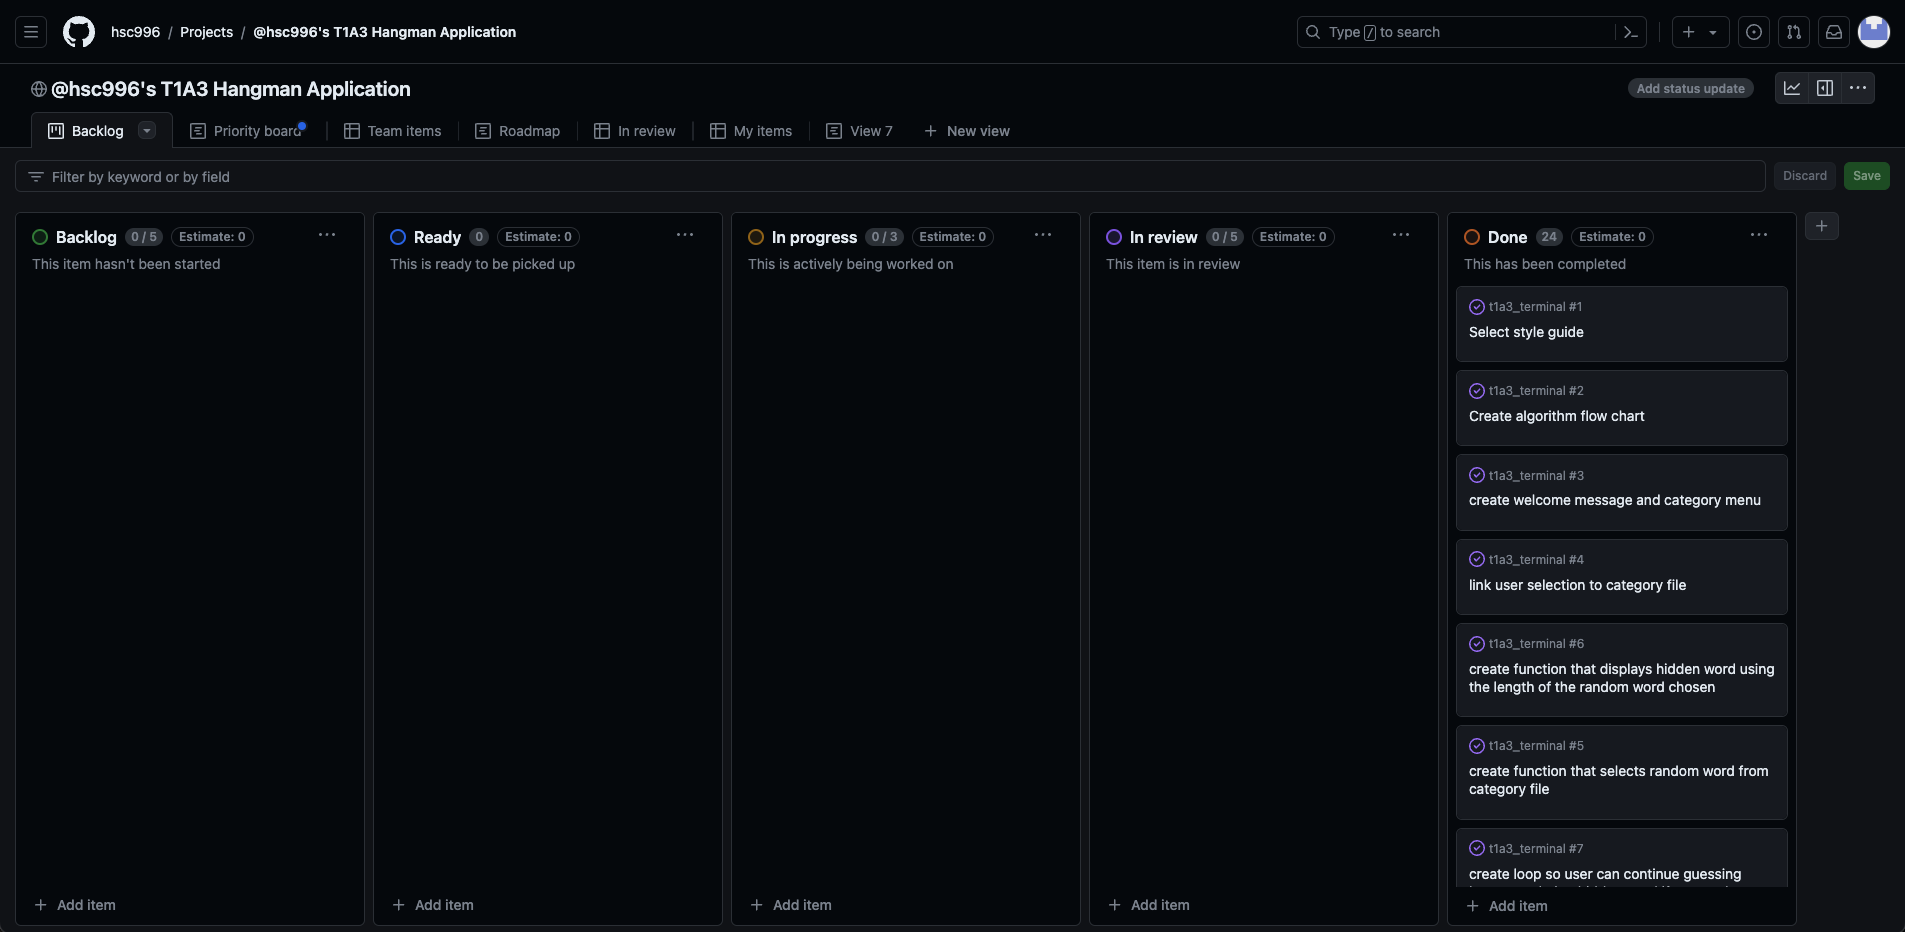 hsc996 / Projects / @hsc996's T1A3 Hangman Application
Type / to search
@hsc996's T1A3 Hangman Application
Add status update
Backlog
Priority board
Team items
Roadmap
In review
My items
View 7
New view
Filter by keyword or by field
Discard
Save
Backlog 0 / 5 Estimate: 0
This item hasn't been started
Add item
Ready 0 Estimate: 0
This is ready to be picked up
Add item
In progress 0 / 3 Estimate: 0
This is actively being worked on
Add item
In review 0 / 5 Estimate: 0
This item is in review
Add item
Done 24 Estimate: 0
This has been completed
t1a3_terminal #1
Select style guide
t1a3_terminal #2
Create algorithm flow chart
t1a3_terminal #3
create welcome message and category menu
t1a3_terminal #4
link user selection to category file
t1a3_terminal #6
create function that displays hidden word using
the length of the random word chosen
t1a3_terminal #5
create function that selects random word from
category file
t1a3_terminal #7
create loop so user can continue guessing
Add item